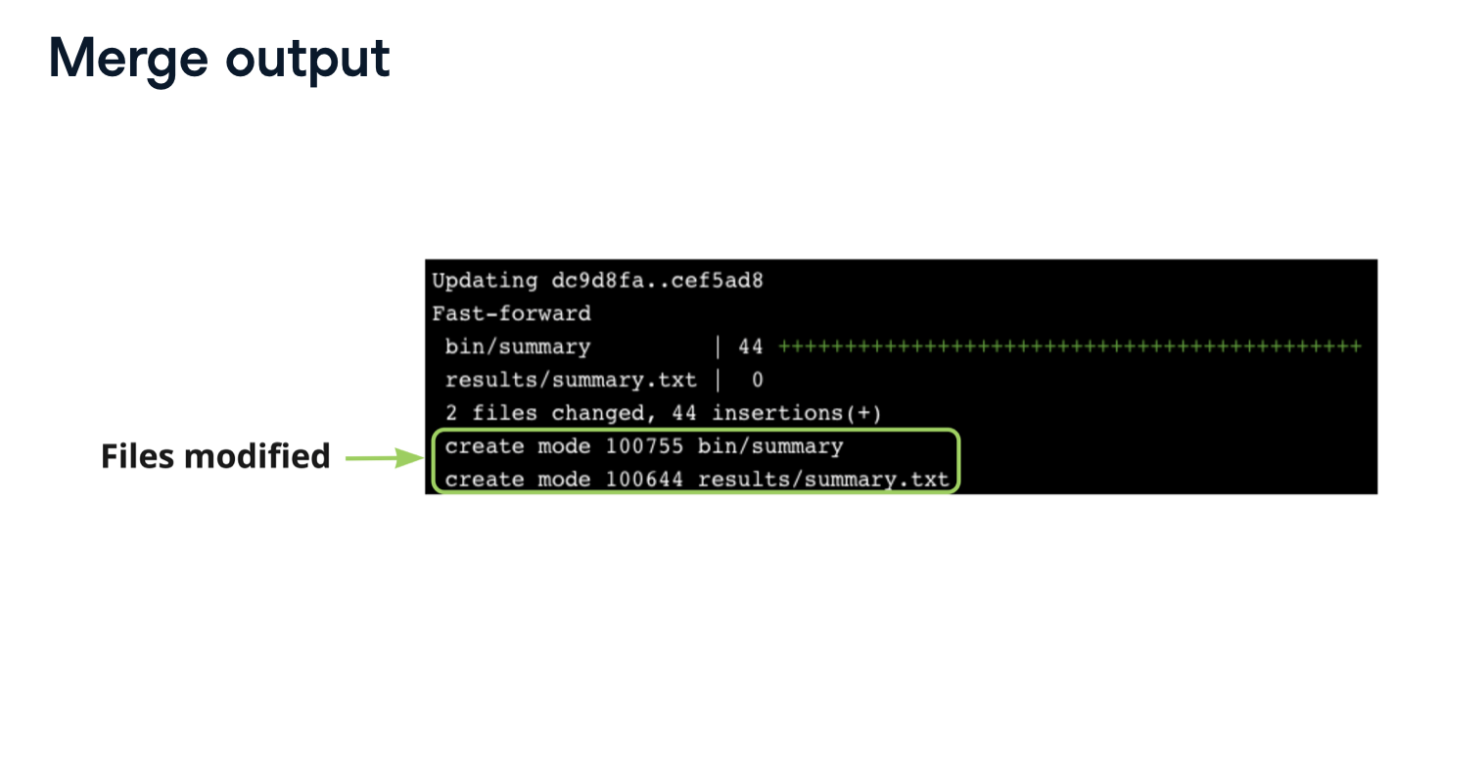 Merge output
Updating dc9d8fa..cef5ad8
Fast-forward
bin/summary | 44 ++++++++++++++++++++++++++++++++++++++++++++
results/summary.txt | 0
2 files changed, 44 insertions(+)
Files modified
create mode 100755 bin/summary
create mode 100644 results/summary.txt